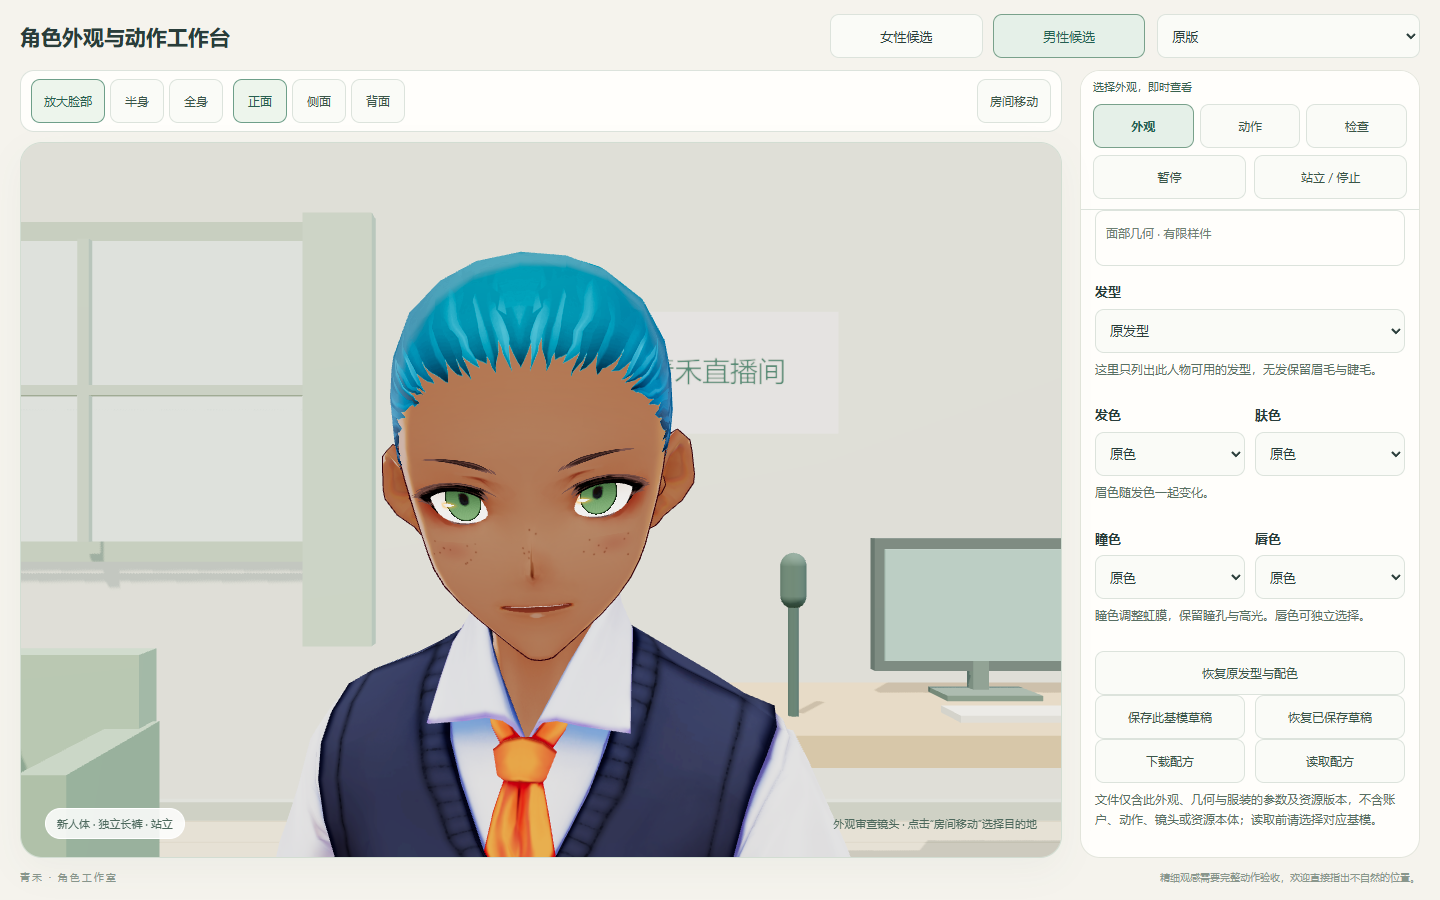 角色外观与动作工作台
女性候选
男性候选
原版
放大脸部
半身
全身
正面
侧面
背面
房间移动
禾直播间
新人体 · 独立长裤 · 站立
外观审查镜头 · 点击“房间移动”选择目的地
选择外观，即时查看
外观
动作
检查
暂停
站立 / 停止
面部几何 · 有限样件
发型
原发型
这里只列出此人物可用的发型，无发保留眉毛与睫毛。
发色
肤色
原色
原色
眉色随发色一起变化。
瞳色
唇色
原色
原色
瞳色调整虹膜，保留瞳孔与高光。唇色可独立选择。
恢复原发型与配色
保存此基模草稿
恢复已保存草稿
下载配方
读取配方
文件仅含此外观、几何与服装的参数及资源版本，不含账
户、动作、镜头或资源本体；读取前请选择对应基模。
青禾 · 角色工作室
精细观感需要完整动作验收，欢迎直接指出不自然的位置。